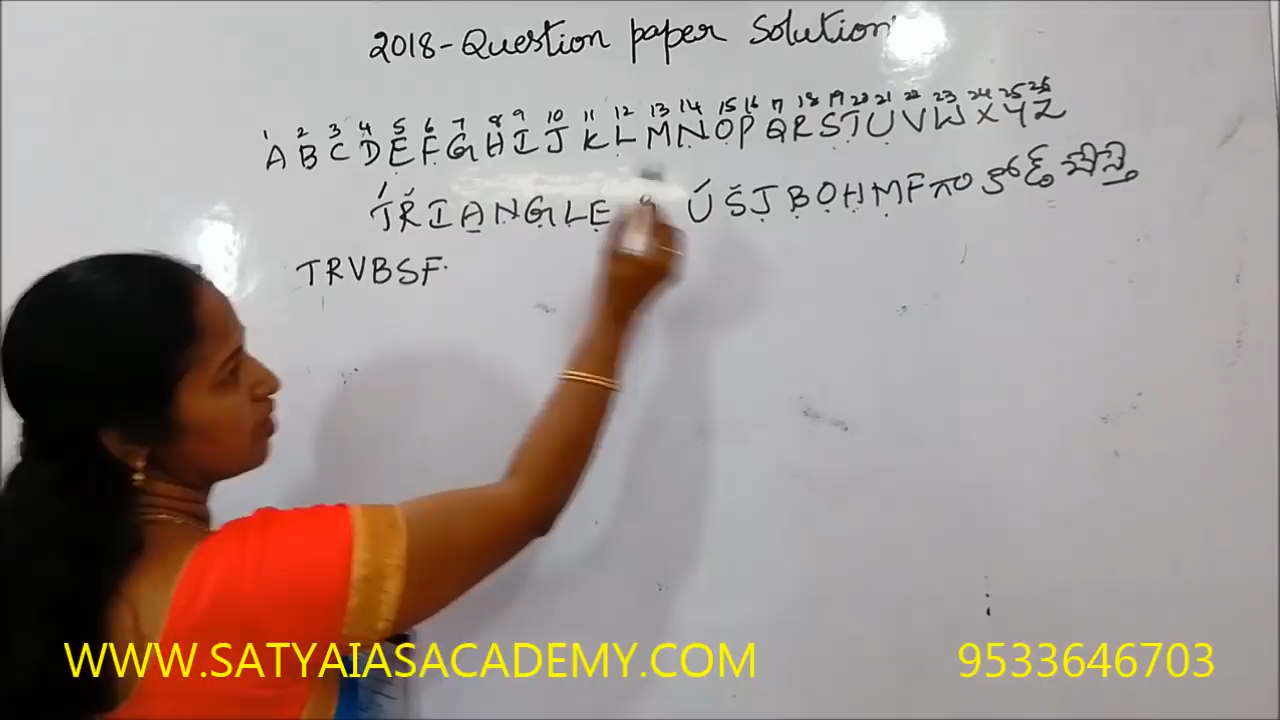 2018-Question paper Solution
1 2 3 4 5 6 7 8 9 10 11 12 13 14 15 16 17 18 19 20 21 22 23 24 25 26
A B C D E F G H I J K L M N O P Q R S T U V W X Y Z
TRIANGLE USJBOHMFగా కోడ్ చేస్తే
TRVBSF
WWW.SATYAIASACADEMY.COM 9533646703